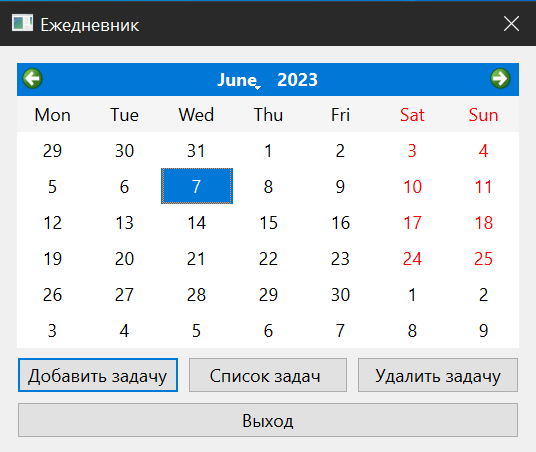 Ежедневник
June 2023
Mon Tue Wed Thu Fri Sat Sun
29 30 31 1 2 3 4
5 6 7 8 9 10 11
12 13 14 15 16 17 18
19 20 21 22 23 24 25
26 27 28 29 30 1 2
3 4 5 6 7 8 9
Добавить задачу Список задач Удалить задачу
Выход